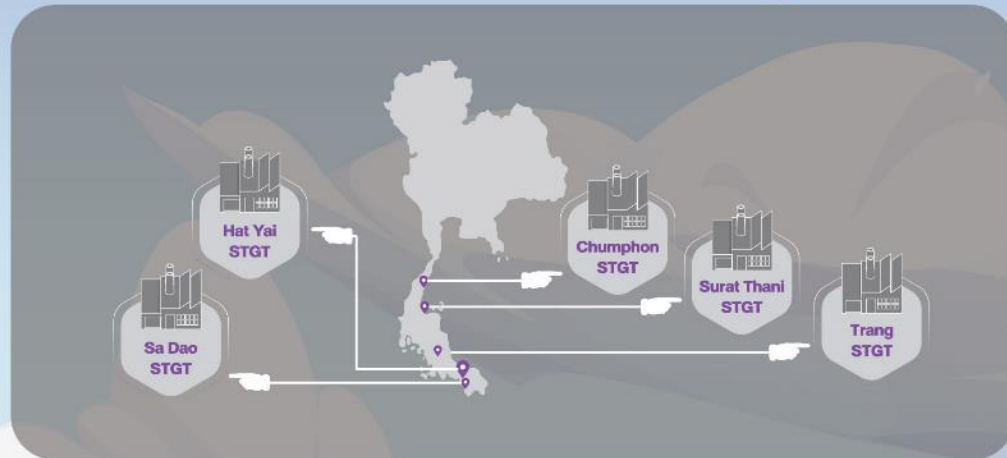 Hat Yai
STGT
Chumphon
STGT
Surat Thani
STGT
Sa Dao
STGT
Trang
STGT